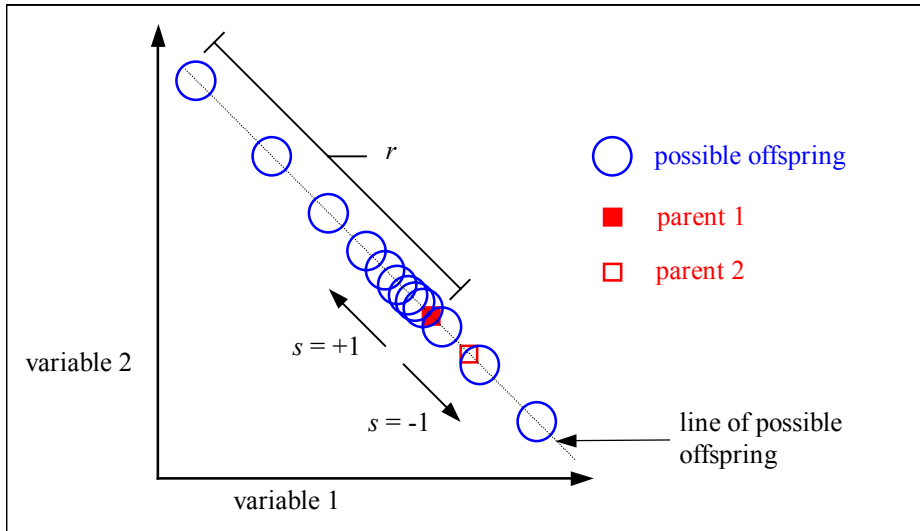 r
possible offspring
parent 1
parent 2
s = +1
variable 2
s = -1
line of possible
offspring
variable 1